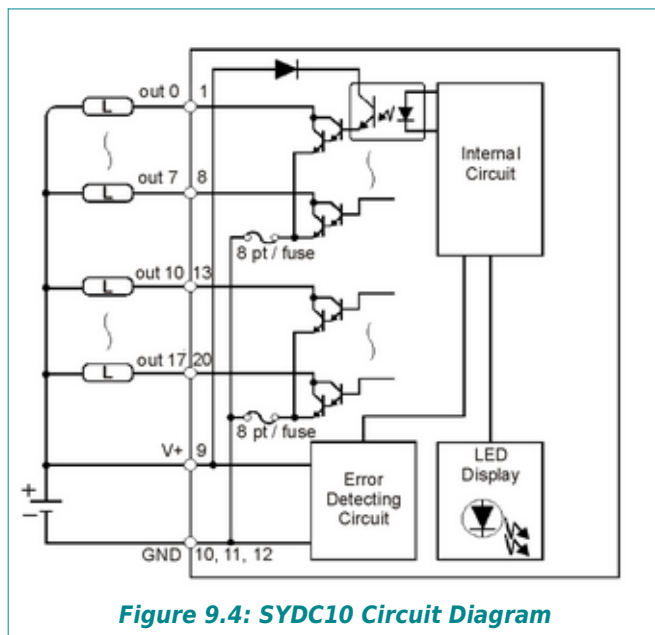 out 0 1
L
Internal
Circuit
out 7 8
L
8 pt / fuse
out 10 13
L
out 17 20
L
8 pt / fuse
V+ 9
Error
Detecting
Circuit
LED
Display
+
−
GND 10, 11, 12
Figure 9.4: SYDC10 Circuit Diagram